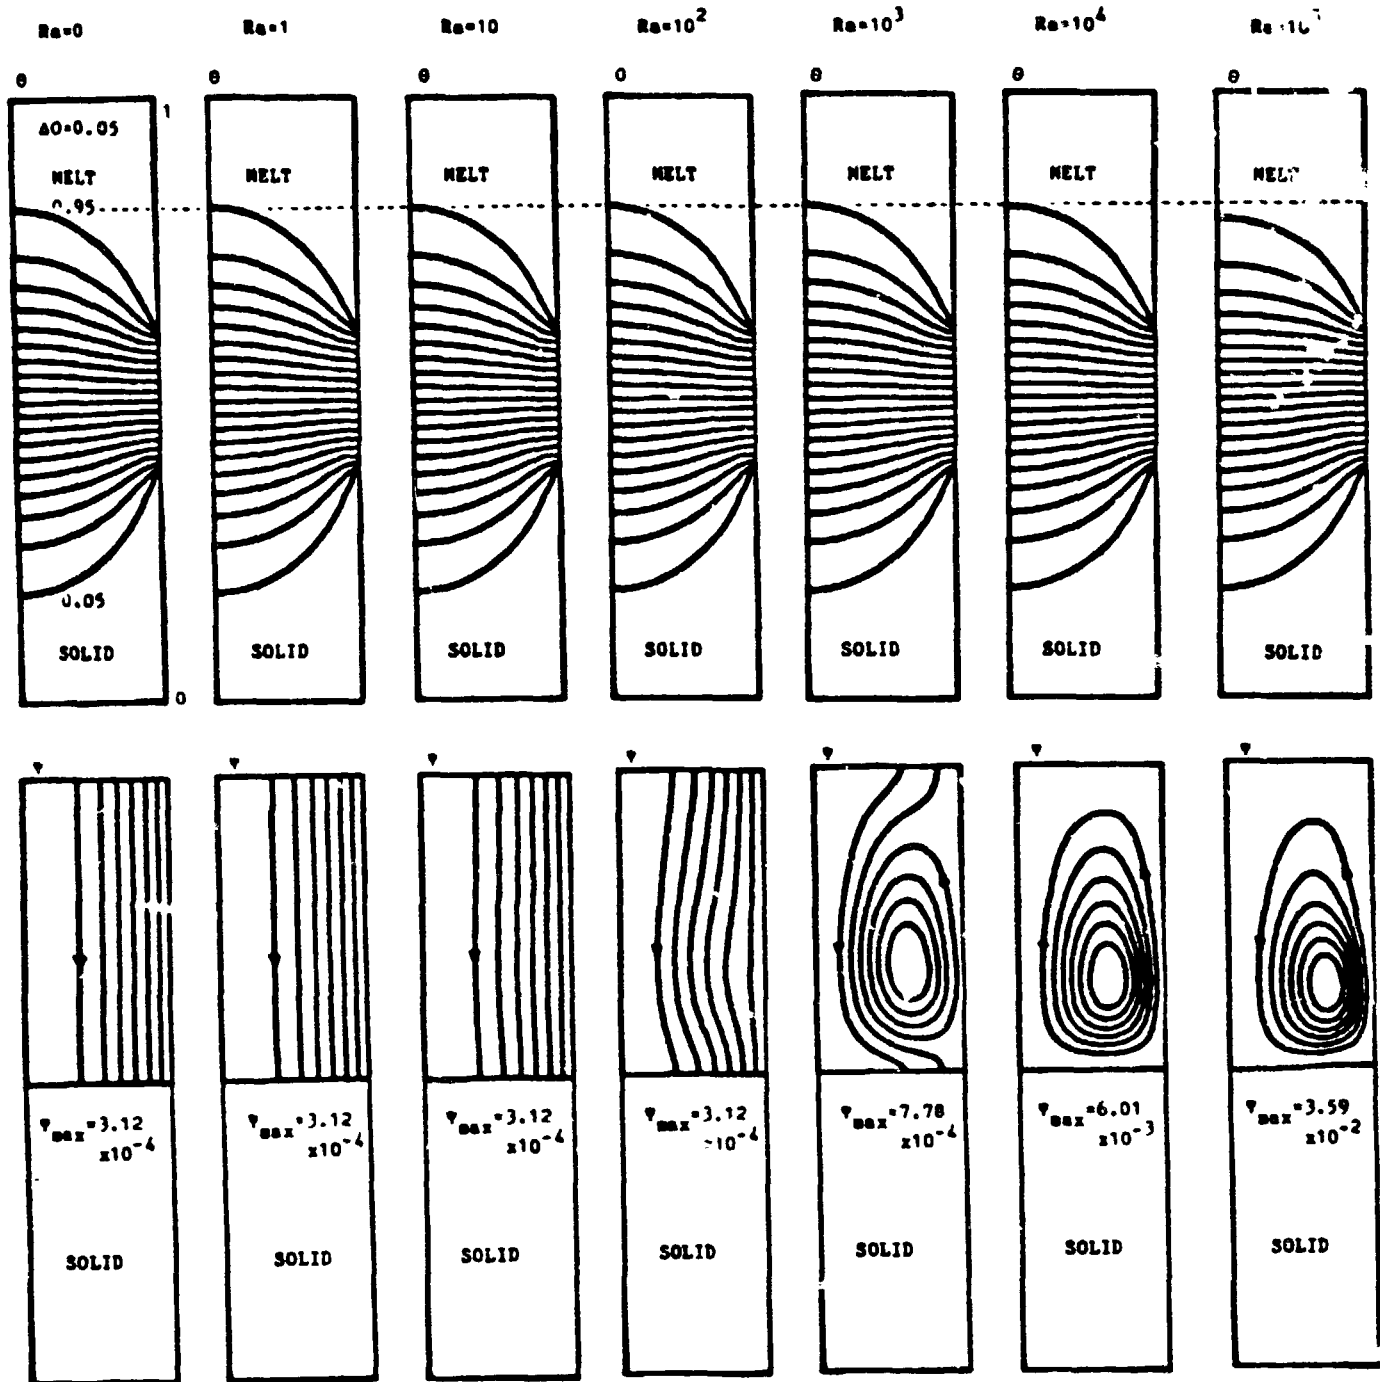 Ra=0 Ra=1 Ra=10 Ra=10² Ra=10³ Ra=10⁴
θ θ θ θ θ θ θ
1
Δθ=0.05
MELT MELT MELT MELT MELT MELT MELT
0.95
0.05
SOLID SOLID SOLID SOLID SOLID SOLID SOLID
0
Ψ Ψ Ψ Ψ Ψ Ψ Ψ
Ψmax=3.12 Ψmax=3.12 Ψmax=3.12 Ψmax=3.12 Ψmax=7.78 Ψmax=6.01 Ψmax=3.59
x10⁻⁴ x10⁻⁴ x10⁻⁴ x10⁻⁴ x10⁻⁴ x10⁻³ x10⁻²
SOLID SOLID SOLID SOLID SOLID SOLID SOLID